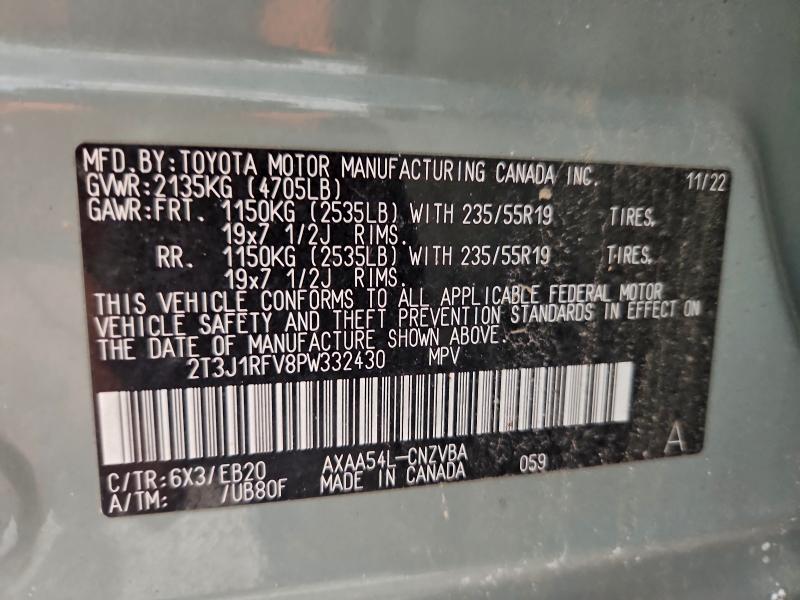 MFD.BY:TOYOTA MOTOR MANUFACTURING CANADA INC. 11/22
GVWR:2135KG (4705LB)
GAWR:FRT. 1150KG (2535LB) WITH 235/55R19 TIRES,
19x7 1/2J RIMS.
RR. 1150KG (2535LB) WITH 235/55R19 TIRES,
19x7 1/2J RIMS.
THIS VEHICLE CONFORMS TO ALL APPLICABLE FEDERAL MOTOR
VEHICLE SAFETY AND THEFT PREVENTION STANDARDS IN EFFECT ON
THE DATE OF MANUFACTURE SHOWN ABOVE.
2T3J1RFV8PW332430 MPV
C/TR:6X3/EB20 AXAA54L-CNZVBA 059 A
A/TM: /UB80F MADE IN CANADA